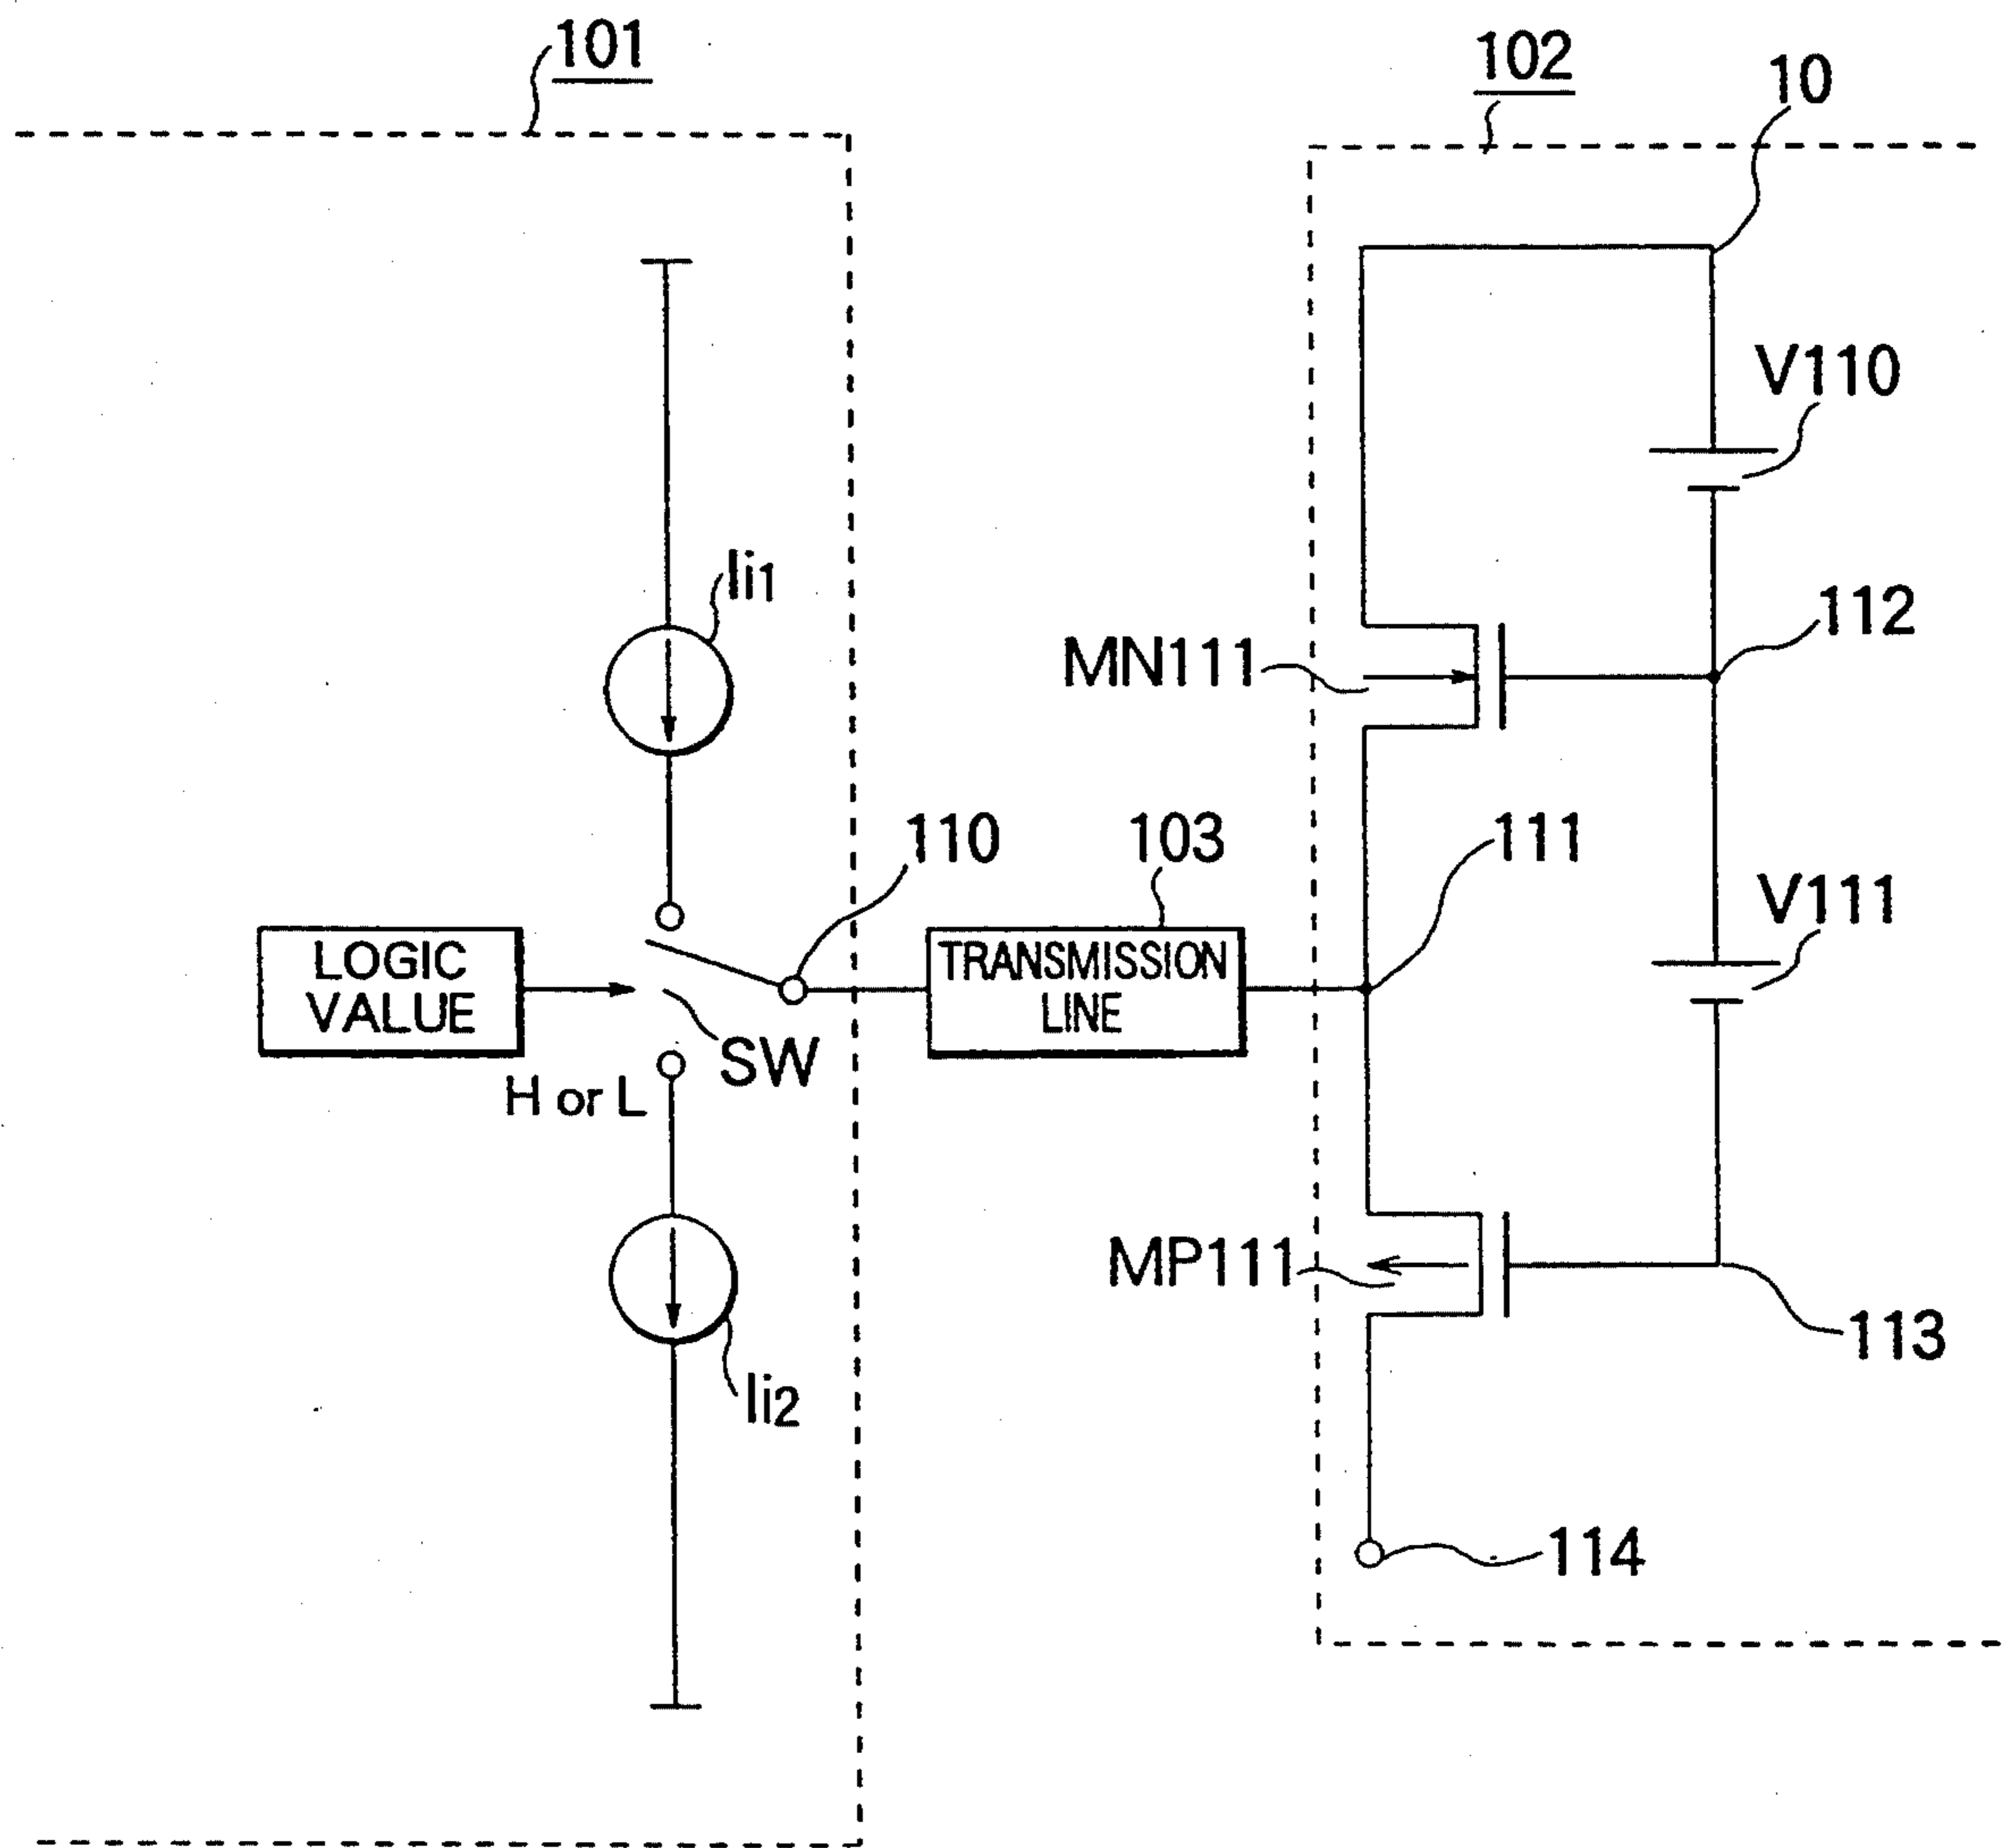 101
102
10
V110
Ii1
MN111
112
110
103
111
V111
LOGIC
VALUE
TRANSMISSION
LINE
SW
H or L
MP111
113
Ii2
114